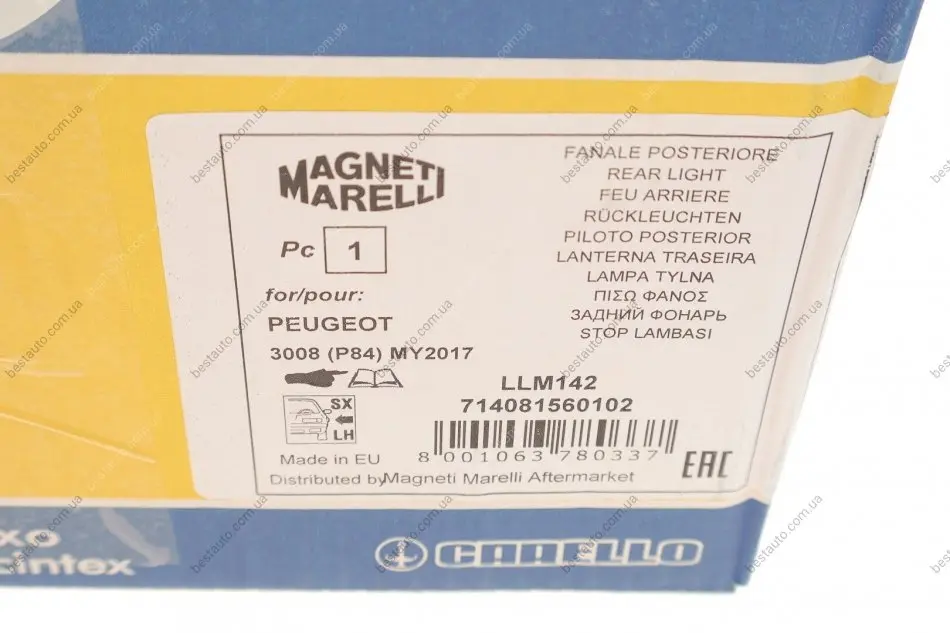 MAGNETI
MARELLI
Pc 1
for/pour:
PEUGEOT
3008 (P84) MY2017
SX
LH
Made in EU
Distributed by Magneti Marelli Aftermarket
FANALE POSTERIORE
REAR LIGHT
FEU ARRIERE
RÜCKLEUCHTEN
PILOTO POSTERIOR
LANTERNA TRASEIRA
LAMPA TYLNA
ΠΙΣΩ ΦΑΝΟΣ
ЗАДНИЙ ФОНАРЬ
STOP LAMBASI
LLM142
714081560102
8 001063 780337
EAC
CARELLO
bestauto.com.ua